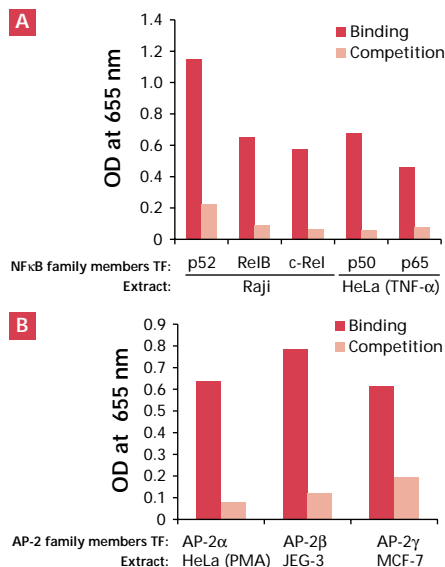 A
1.4
1.2
1.0
0.8
0.6
0.4
0.2
0
OD at 655 nm
Binding
Competition
NFκB family members TF: p52 RelB c-Rel p50 p65
Extract: Raji HeLa (TNF-α)
B
0.9
0.8
0.7
0.6
0.5
0.4
0.3
0.2
0.1
0
OD at 655 nm
Binding
Competition
AP-2 family members TF: AP-2α AP-2β AP-2γ
Extract: HeLa (PMA) JEG-3 MCF-7